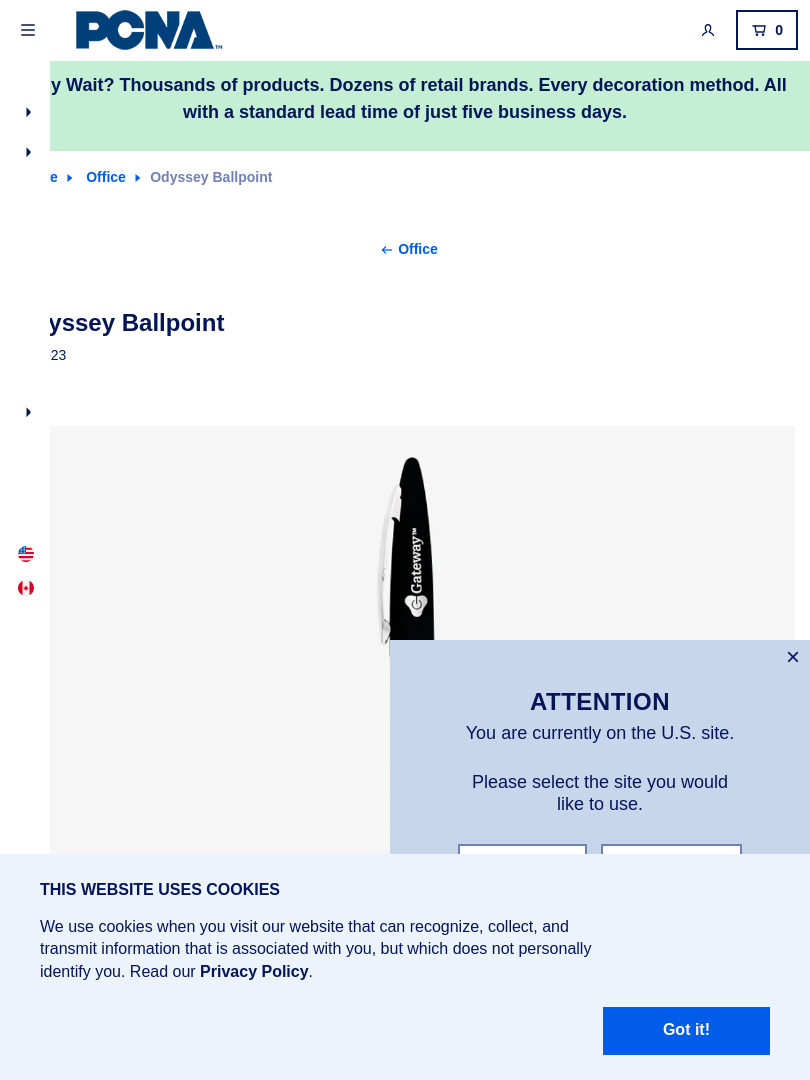 PCNA™
0
y Wait? Thousands of products. Dozens of retail brands. Every decoration method. All
with a standard lead time of just five business days.
e Office Odyssey Ballpoint
Office
yssey Ballpoint
23
Gateway™
×
ATTENTION
You are currently on the U.S. site.
Please select the site you would
like to use.
THIS WEBSITE USES COOKIES
We use cookies when you visit our website that can recognize, collect, and
transmit information that is associated with you, but which does not personally
identify you. Read our Privacy Policy.
Got it!